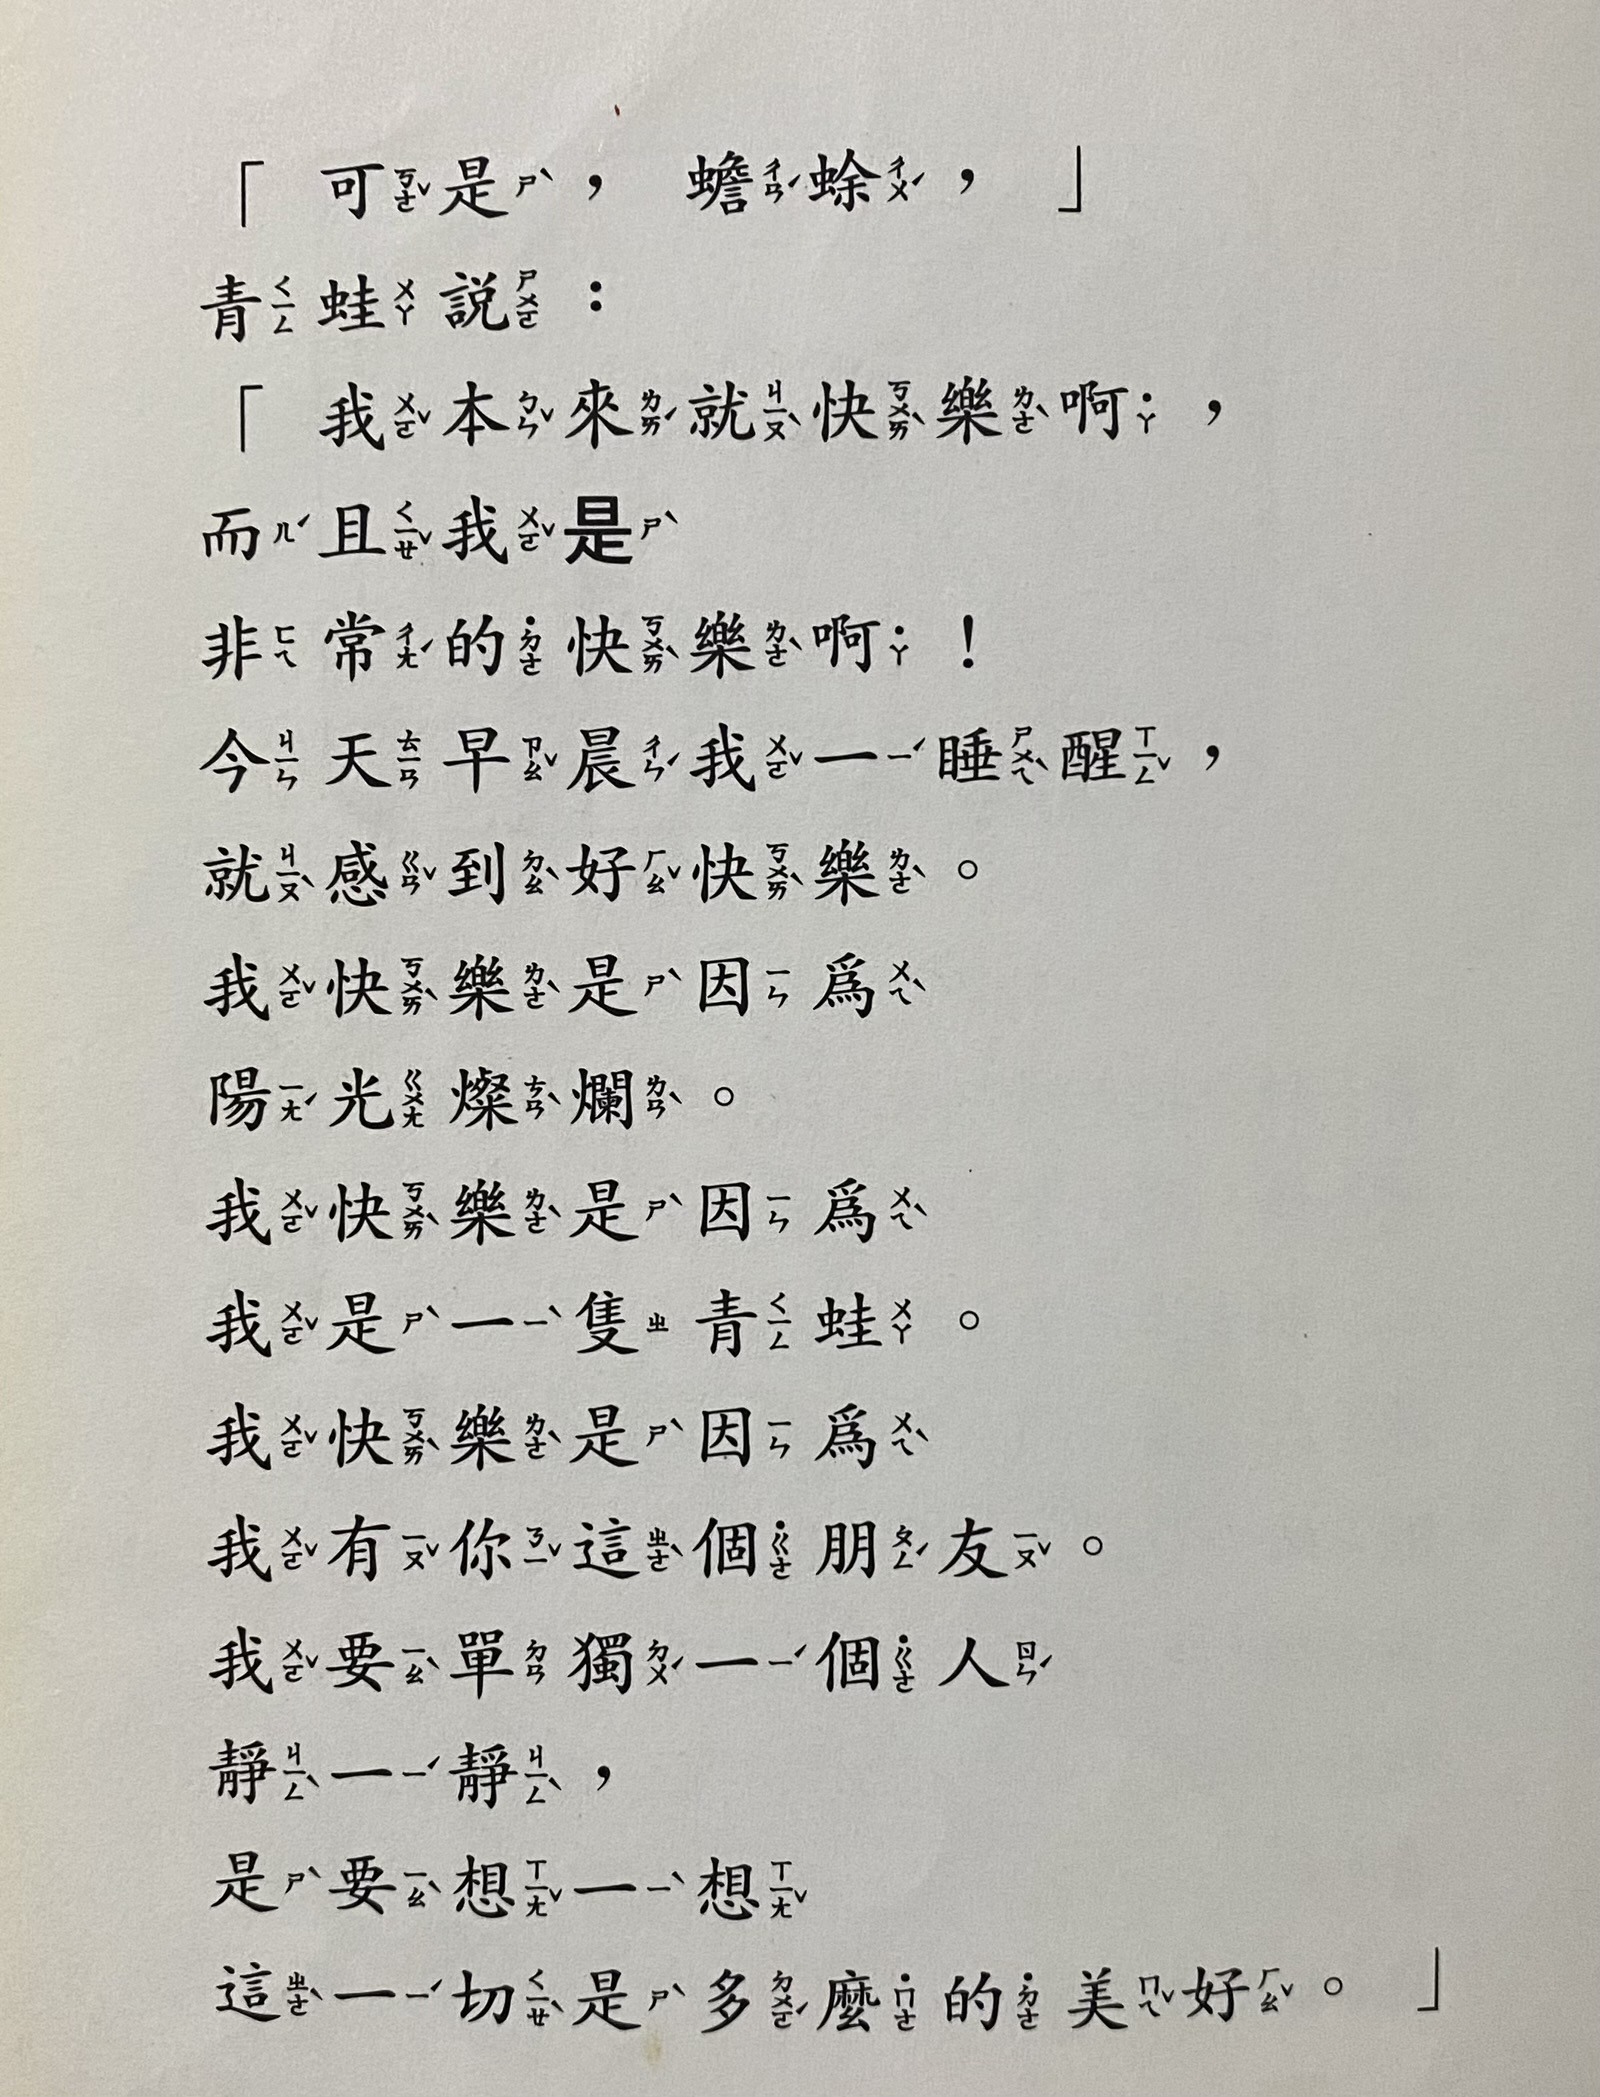 「可是，蟾蜍，」
青蛙說：
「我本來就快樂啊，
而且我是
非常的快樂啊！
今天早晨我一睡醒，
就感到好快樂。
我快樂是因爲
陽光燦爛。
我快樂是因爲
我是一隻青蛙。
我快樂是因爲
我有你這個朋友。
我要單獨一個人
靜一靜，
是要想一想
這一切是多麼的美好。」